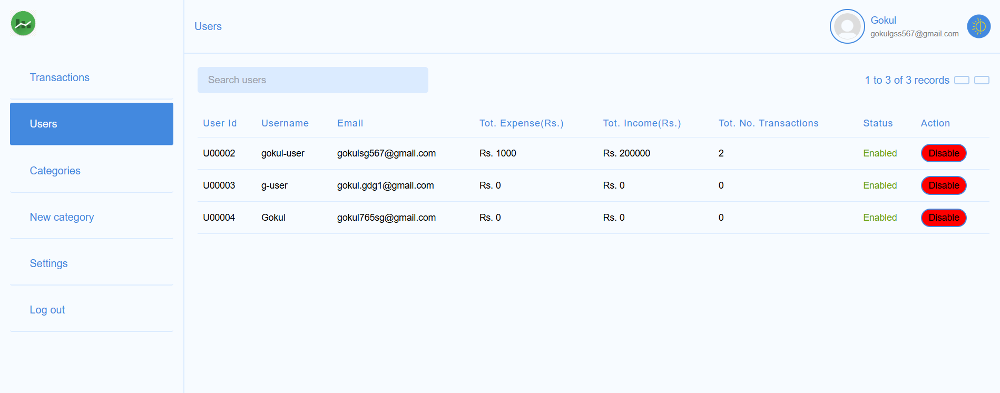 Users
Gokul
gokulgss567@gmail.com
Transactions
Users
Categories
New category
Settings
Log out
Search users
1 to 3 of 3 records
User Id Username Email Tot. Expense(Rs.) Tot. Income(Rs.) Tot. No. Transactions Status Action
U00002 gokul-user gokulsg567@gmail.com Rs. 1000 Rs. 200000 2 Enabled Disable
U00003 g-user gokul.gdg1@gmail.com Rs. 0 Rs. 0 0 Enabled Disable
U00004 Gokul gokul765sg@gmail.com Rs. 0 Rs. 0 0 Enabled Disable